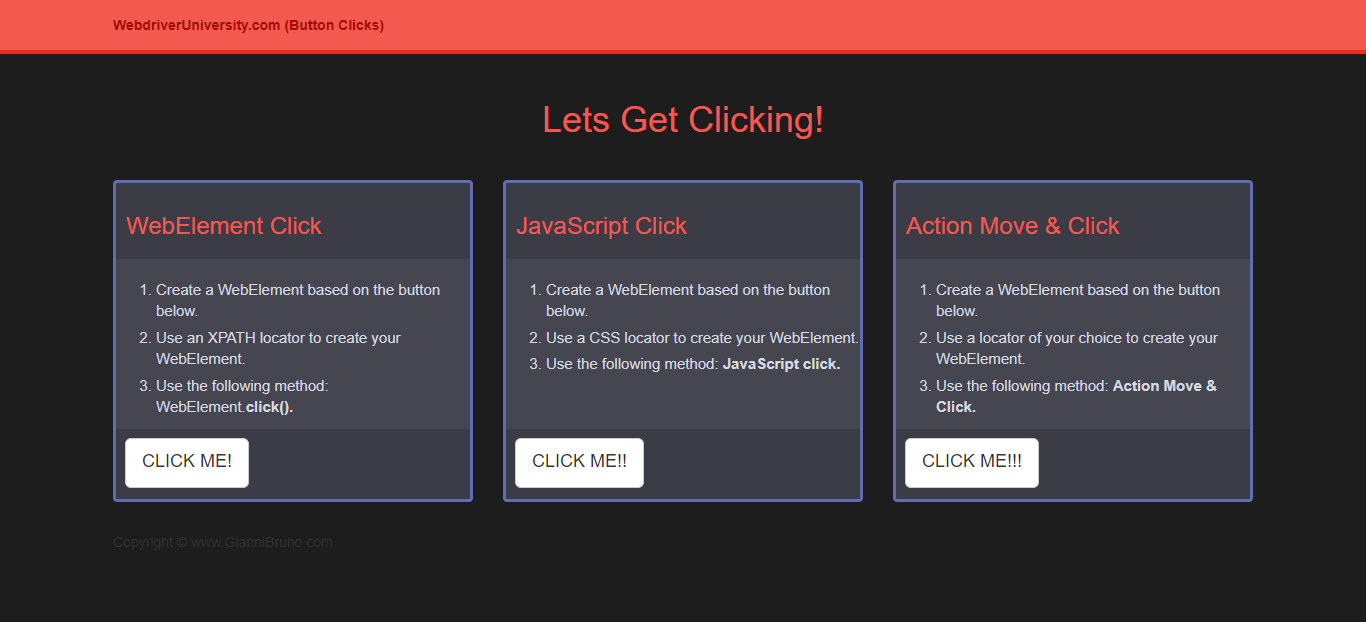 WebdriverUniversity.com (Button Clicks)
Lets Get Clicking!
WebElement Click
1. Create a WebElement based on the button
below.
2. Use an XPATH locator to create your
WebElement.
3. Use the following method:
WebElement.click().
CLICK ME!
JavaScript Click
1. Create a WebElement based on the button
below.
2. Use a CSS locator to create your WebElement.
3. Use the following method: JavaScript click.
CLICK ME!!
Action Move & Click
1. Create a WebElement based on the button
below.
2. Use a locator of your choice to create your
WebElement.
3. Use the following method: Action Move &
Click.
CLICK ME!!!
Copyright © www.GianniBruno.com